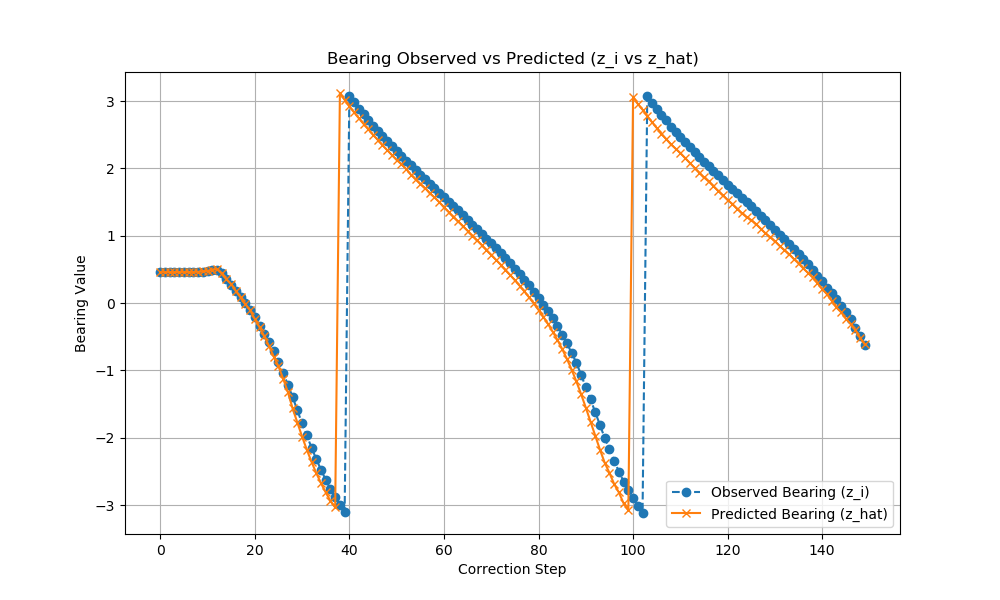 Bearing Observed vs Predicted (z_i vs z_hat)
Bearing Value
3
2
1
0
−1
−2
−3
0 20 40 60 80 100 120 140
Correction Step
Observed Bearing (z_i)
Predicted Bearing (z_hat)